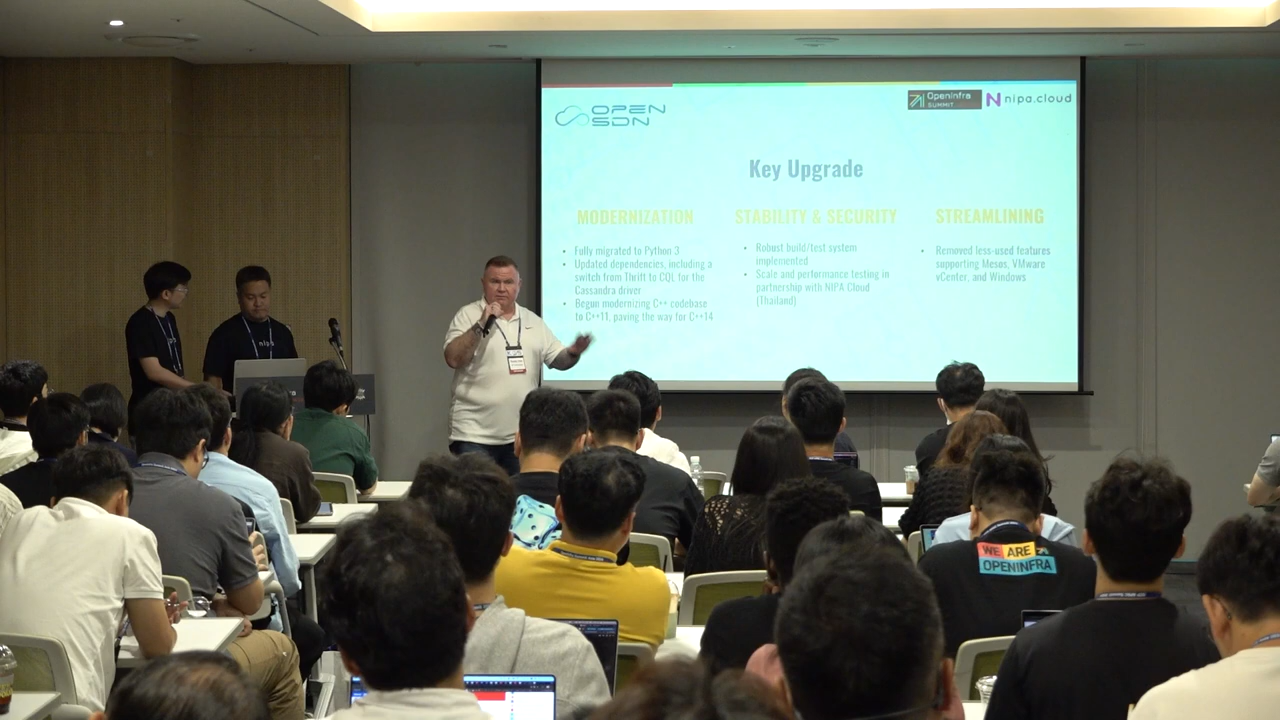 OPEN
SDN
OpenInfra
SUMMIT
nipa.cloud
Key Upgrade
MODERNIZATION
• Fully migrated to Python 3
• Updated dependencies, including a
switch from Thrift to CQL for the
Cassandra driver
• Begun modernizing C++ codebase
to C++11, paving the way for C++14
STABILITY & SECURITY
• Robust build/test system
implemented
• Scale and performance testing in
partnership with NIPA Cloud
(Thailand)
STREAMLINING
• Removed less-used features
supporting Mesos, VMware
vCenter, and Windows
nipa
WE ARE
OPENINFRA